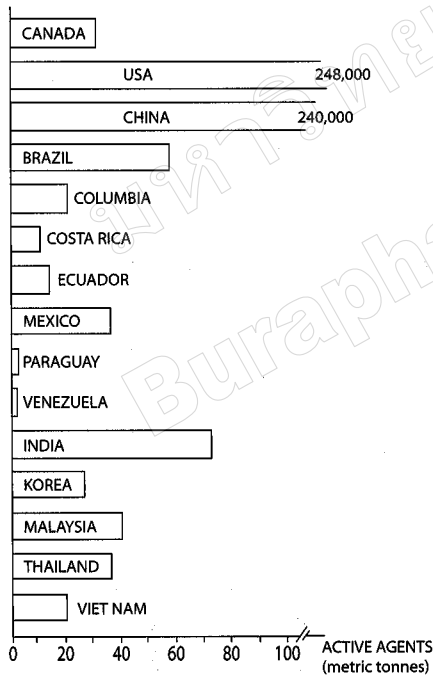 CANADA
USA 248,000
CHINA 240,000
BRAZIL
COLUMBIA
COSTA RICA
ECUADOR
MEXICO
PARAGUAY
VENEZUELA
INDIA
KOREA
MALAYSIA
THAILAND
VIET NAM
0 20 40 60 80 100 ACTIVE AGENTS
(metric tonnes)
Burapha